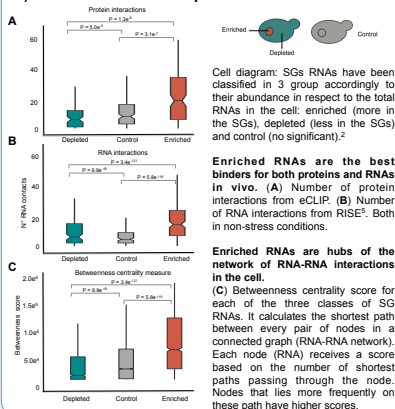 Protein interactions
A
P = 1.3e⁻⁸
P = 5.0e⁻²
P = 3.1e⁻⁷
60
40
20
0
Depleted
Control
Enriched
B
RNA interactions
60
P = 3.4e⁻¹²¹
P = 9.9e⁻¹⁶
P = 5.8e⁻¹¹⁹
40
20
0
N° RNA contacts
Depleted
Control
Enriched
C
Betweenness centrality measure
2.0e⁵
P = 3.4e⁻¹²¹
P = 9.9e⁻¹⁶
P = 5.8e⁻¹¹⁹
1.5e⁵
1.0e⁵
5.0e⁴
0
Betweenness score
Depleted
Control
Enriched
Enriched
Depleted
Control
Cell diagram: SGs RNAs have been
classified in 3 group accordingly to
their abundance in respect to the total
RNAs in the cell: enriched (more in
the SGs), depleted (less in the SGs)
and control (no significant).²
Enriched RNAs are the best
binders for both proteins and RNAs
in vivo. (A) Number of protein
interactions from eCLIP. (B) Number
of RNA interactions from RISE⁵. Both
in non-stress conditions.
Enriched RNAs are hubs of the
network of RNA-RNA interactions
in the cell.
(C) Betweenness centrality score for
each of the three classes of SG
RNAs. It calculates the shortest path
between every pair of nodes in a
connected graph (RNA-RNA network).
Each node (RNA) receives a score
based on the number of shortest
paths passing through the node.
Nodes that lies more frequently on
these path have higher scores.